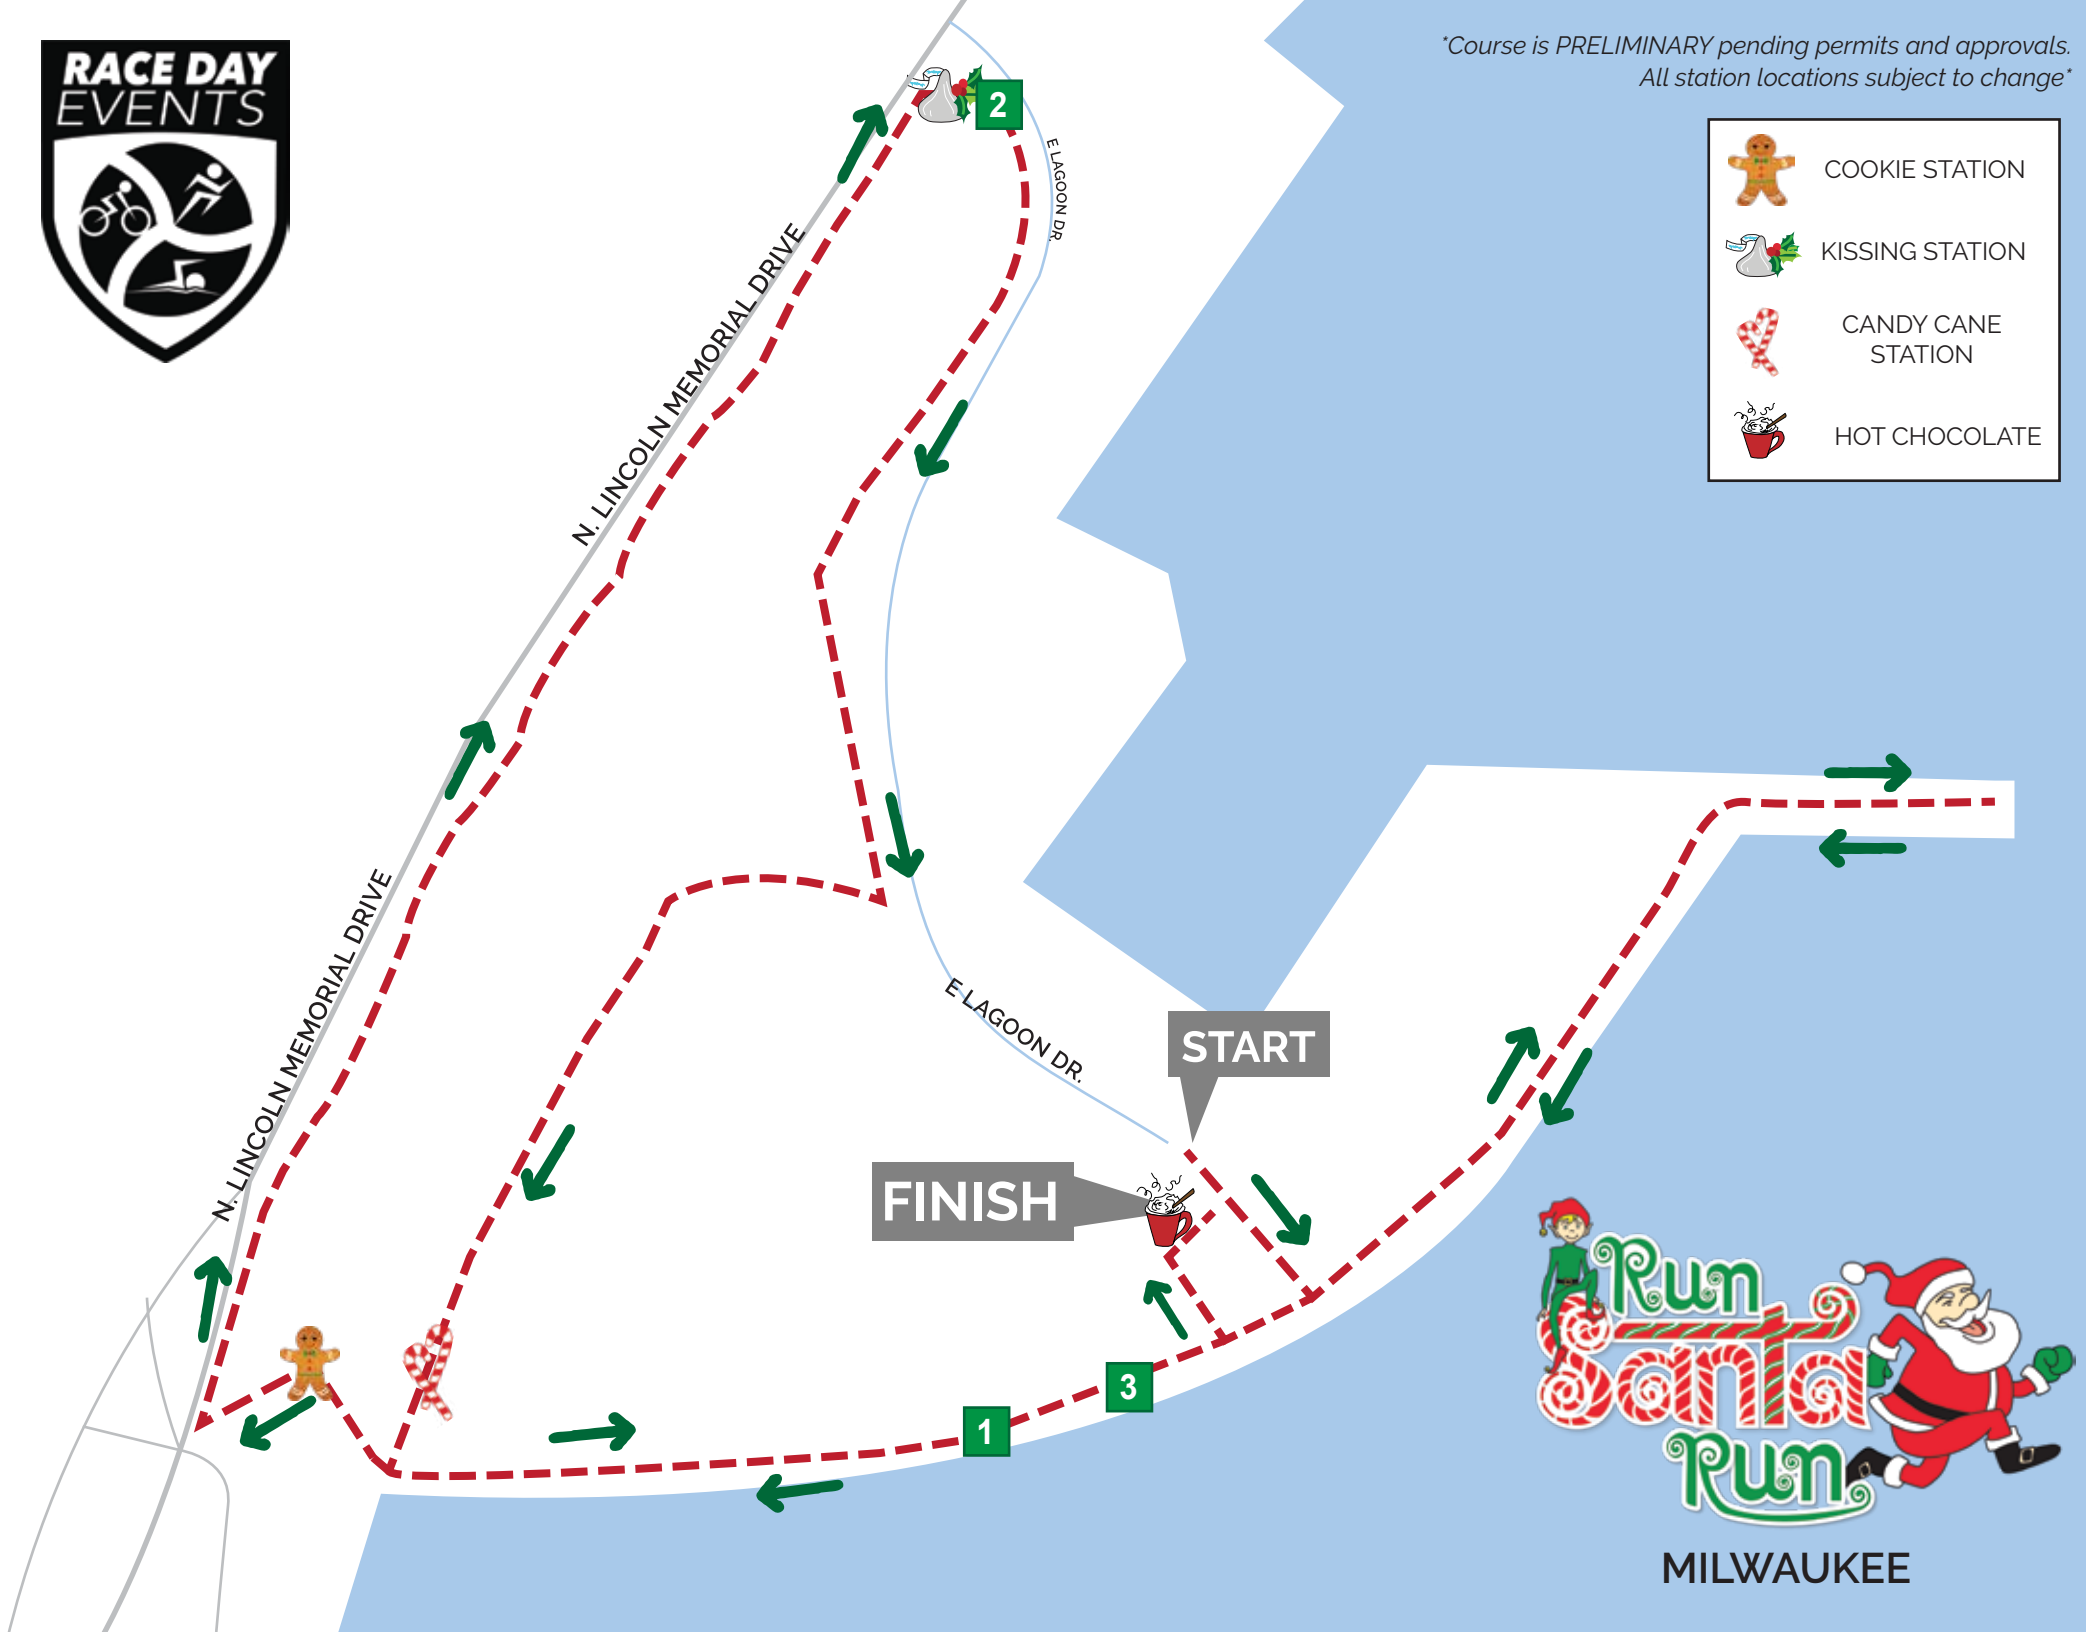 RACE DAY
EVENTS
*Course is PRELIMINARY pending permits and approvals.
All station locations subject to change*
COOKIE STATION
KISSING STATION
CANDY CANE
STATION
HOT CHOCOLATE
2
E LAGOON DR.
N. LINCOLN MEMORIAL DRIVE
N. LINCOLN MEMORIAL DRIVE
E LAGOON DR.
START
FINISH
3
1
Run
Santa
Run
MILWAUKEE